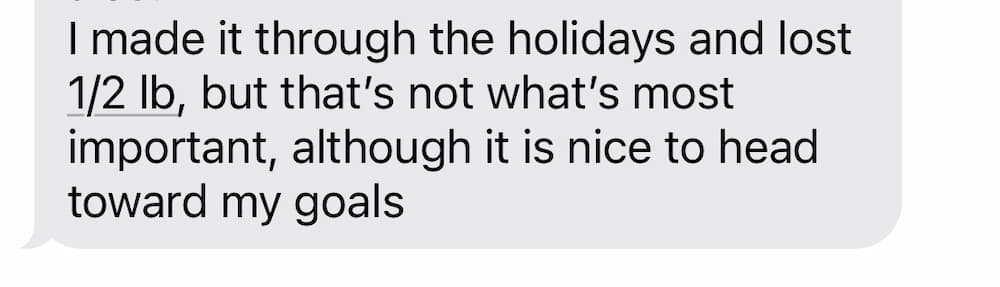 I made it through the holidays and lost
1/2 lb, but that’s not what’s most
important, although it is nice to head
toward my goals